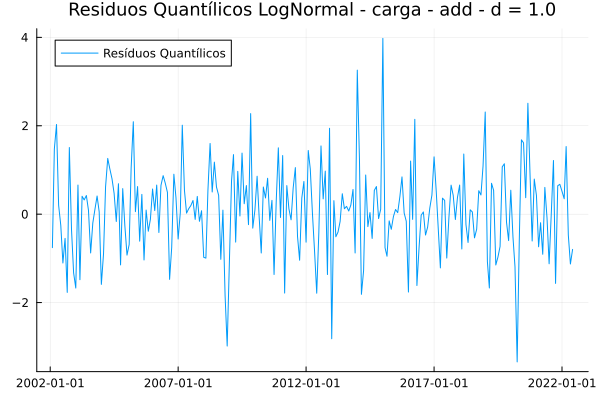 Residuos Quantílicos LogNormal - carga - add - d = 1.0
Resíduos Quantílicos
4
2
0
−2
2002-01-01 2007-01-01 2012-01-01 2017-01-01 2022-01-01